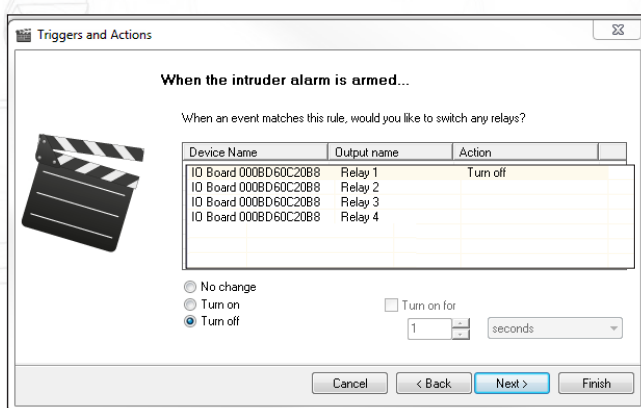 Triggers and Actions
When the intruder alarm is armed...
When an event matches this rule, would you like to switch any relays?
Device Name Output name Action
IO Board 000BD60C20B8 Relay 1 Turn off
IO Board 000BD60C20B8 Relay 2
IO Board 000BD60C20B8 Relay 3
IO Board 000BD60C20B8 Relay 4
No change
Turn on Turn on for
Turn off 1 seconds
Cancel < Back Next > Finish